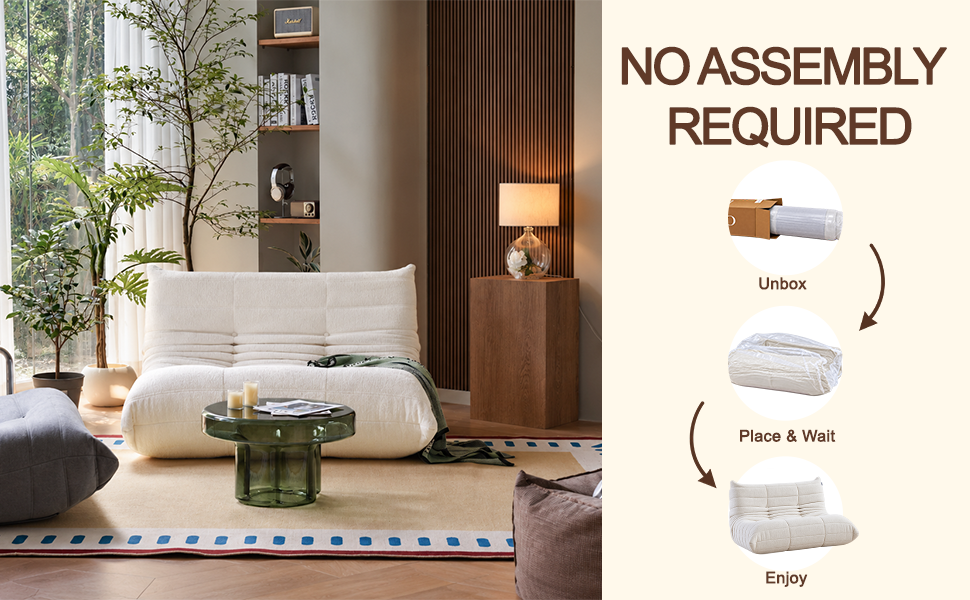 NO ASSEMBLY
REQUIRED
Unbox
Place & Wait
Enjoy